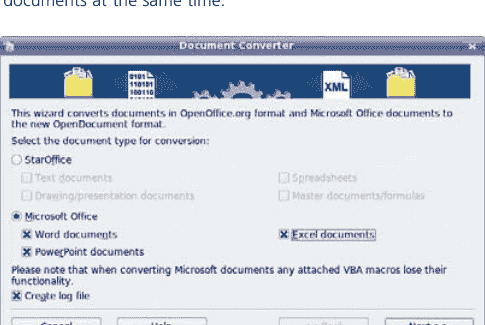 documents at the same time.
Document Converter
0101
110101
100110
XML
This wizard converts documents in OpenOffice.org format and Microsoft Office documents to
the new OpenDocument format.
Select the document type for conversion:
StarOffice
Text documents Spreadsheets
Drawing/presentation documents Master documents/formulas
Microsoft Office
Word documents Excel documents
PowerPoint documents
Please note that when converting Microsoft documents any attached VBA macros lose their
functionality.
Create log file
Cancel Help